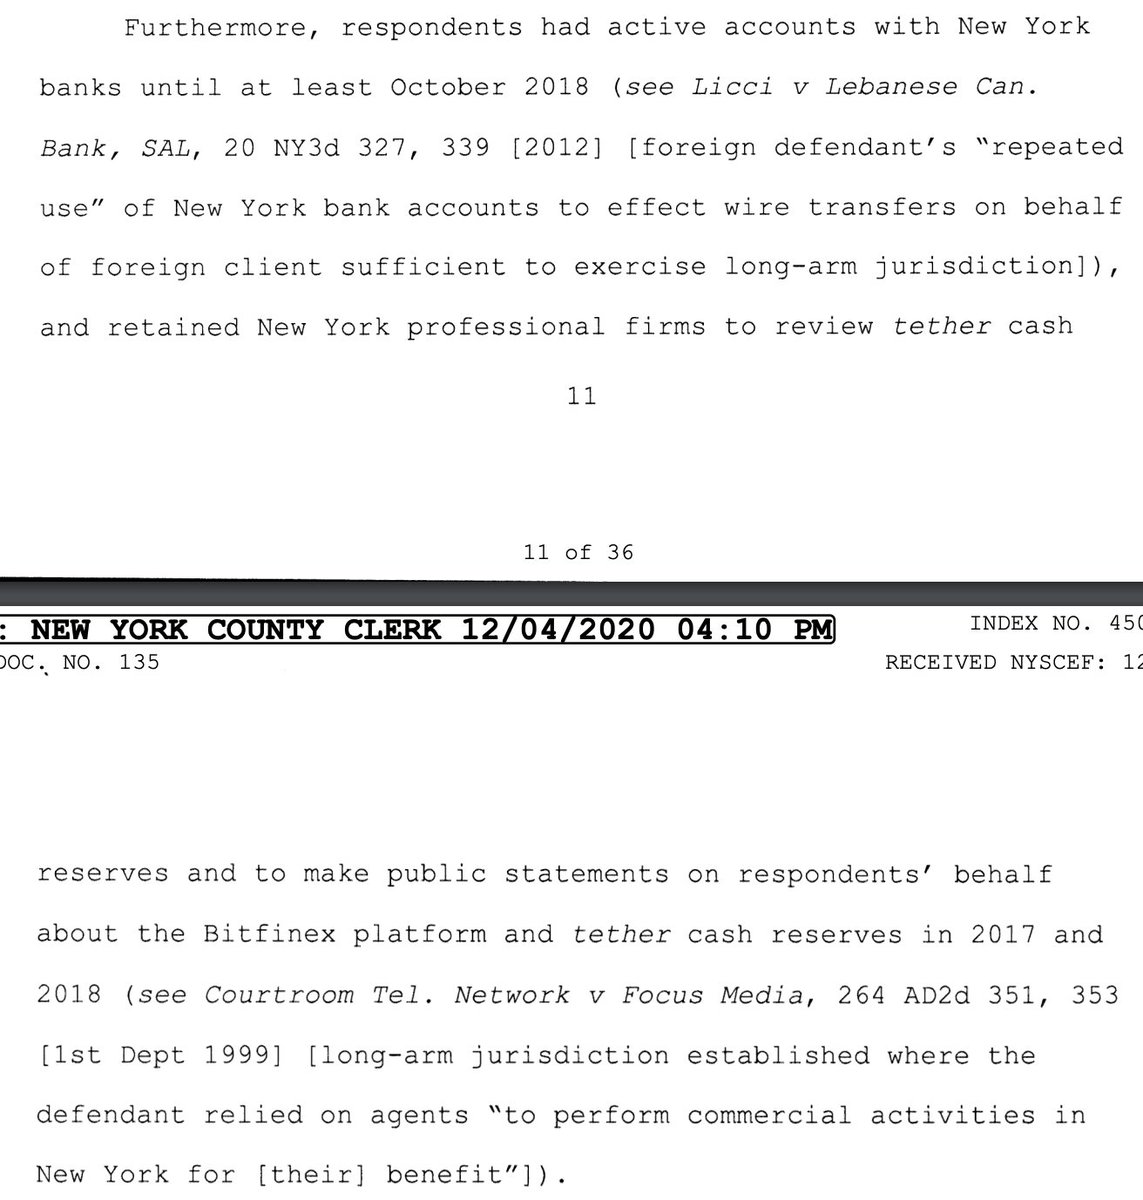 Furthermore, respondents had active accounts with New York
banks until at least October 2018 (see Licci v Lebanese Can.
Bank, SAL, 20 NY3d 327, 339 [2012] [foreign defendant's "repeated
use" of New York bank accounts to effect wire transfers on behalf
of foreign client sufficient to exercise long-arm jurisdiction]),
and retained New York professional firms to review tether cash
11
11 of 36
: NEW YORK COUNTY CLERK 12/04/2020 04:10 PM
INDEX NO. 450
DOC. NO. 135
RECEIVED NYSCEF: 12
reserves and to make public statements on respondents' behalf
about the Bitfinex platform and tether cash reserves in 2017 and
2018 (see Courtroom Tel. Network v Focus Media, 264 AD2d 351, 353
[1st Dept 1999] [long-arm jurisdiction established where the
defendant relied on agents "to perform commercial activities in
New York for [their] benefit"]).